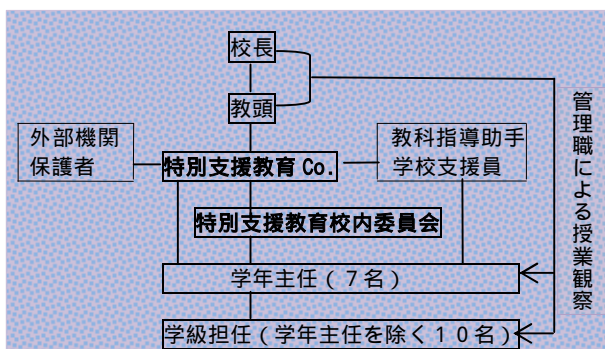 校長
教頭
外部機関
保護者
特別支援教育 Co.
教科指導助手
学校支援員
特別支援教育校内委員会
学年主任（７名）
学級担任（学年主任を除く１０名）
管理職による授業観察